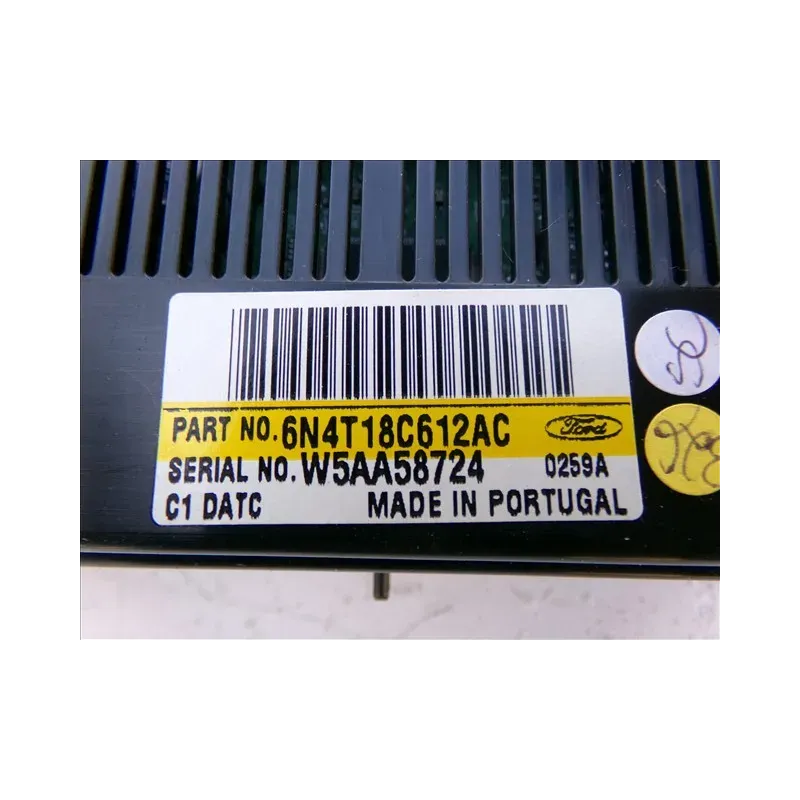 PART NO. 6N4T18C612AC Ford
SERIAL NO. W5AA58724 0259A
C1 DATC MADE IN PORTUGAL